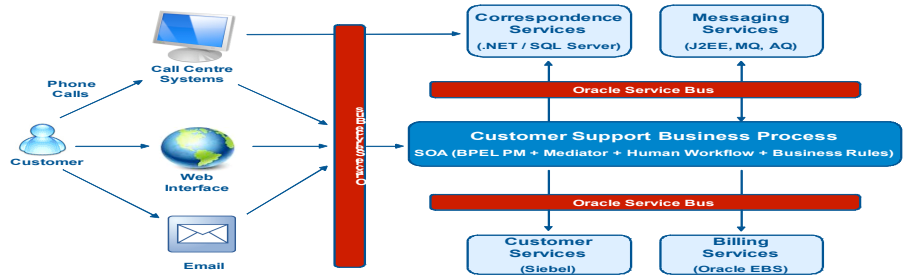 Correspondence
Services
(.NET / SQL Server)
Messaging
Services
(J2EE, MQ, AQ)
Call Centre
Systems
Phone
Calls
Oracle Service Bus
Customer
Web
Interface
Customer Support Business Process
SOA (BPEL PM + Mediator + Human Workflow + Business Rules)
Oracle Service Bus
Email
Customer
Services
(Siebel)
Billing
Services
(Oracle EBS)